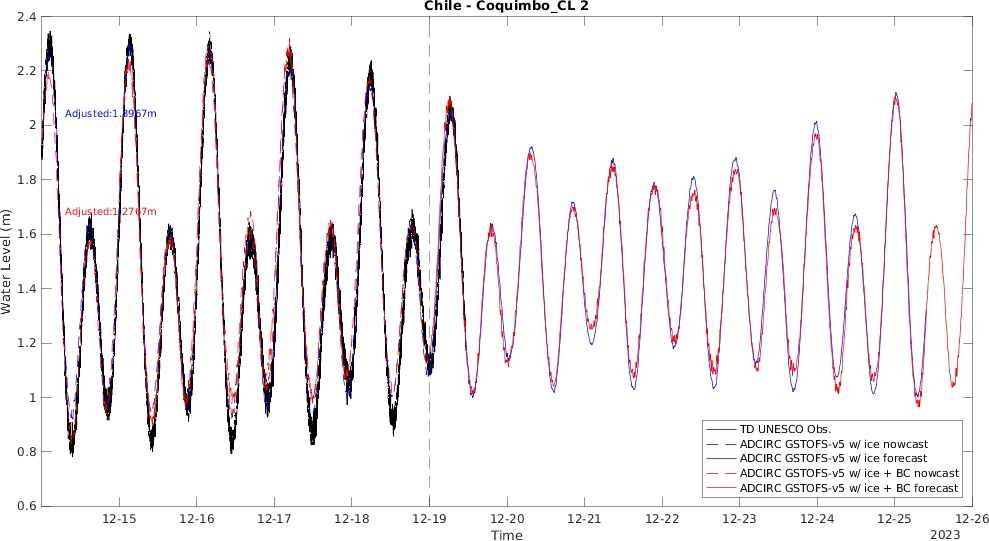 Chile - Coquimbo_CL 2
2.4
2.2
2
1.8
1.6
1.4
1.2
1
0.8
0.6
Water Level (m)
Adjusted:1.3967m
Adjusted:1.2767m
TD UNESCO Obs.
ADCIRC GSTOFS-v5 w/ ice nowcast
ADCIRC GSTOFS-v5 w/ ice forecast
ADCIRC GSTOFS-v5 w/ ice + BC nowcast
ADCIRC GSTOFS-v5 w/ ice + BC forecast
12-15
12-16
12-17
12-18
12-19
12-20
12-21
12-22
12-23
12-24
12-25
12-26
Time
2023